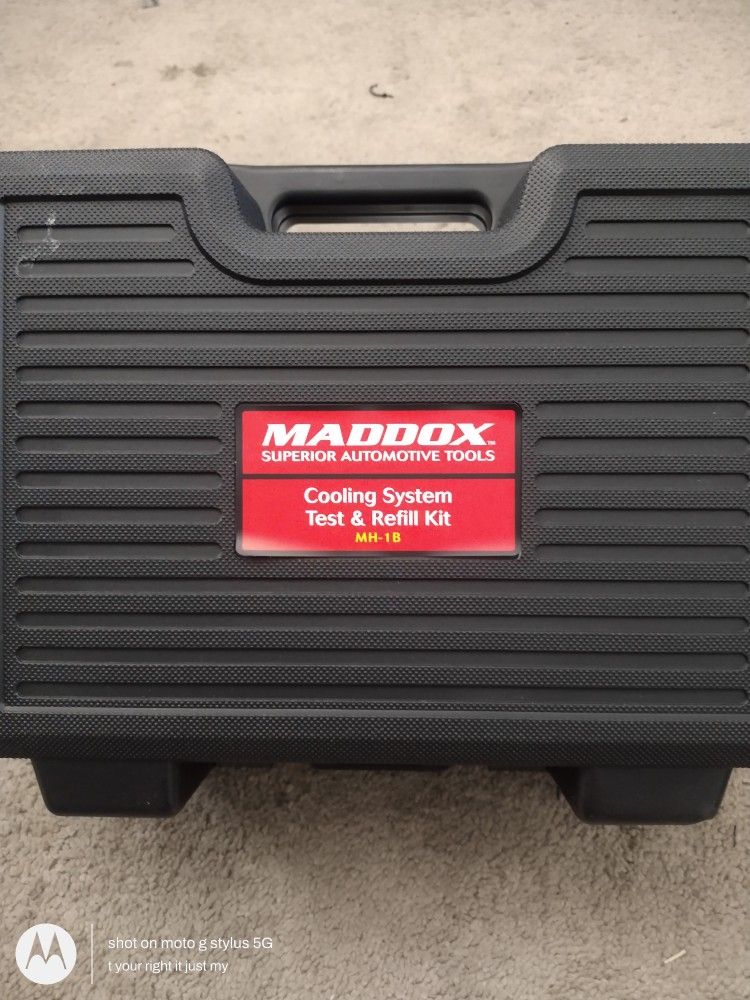 MADDOX™
SUPERIOR AUTOMOTIVE TOOLS
Cooling System
Test & Refill Kit
MH-1B
shot on moto g stylus 5G
t your right it just my